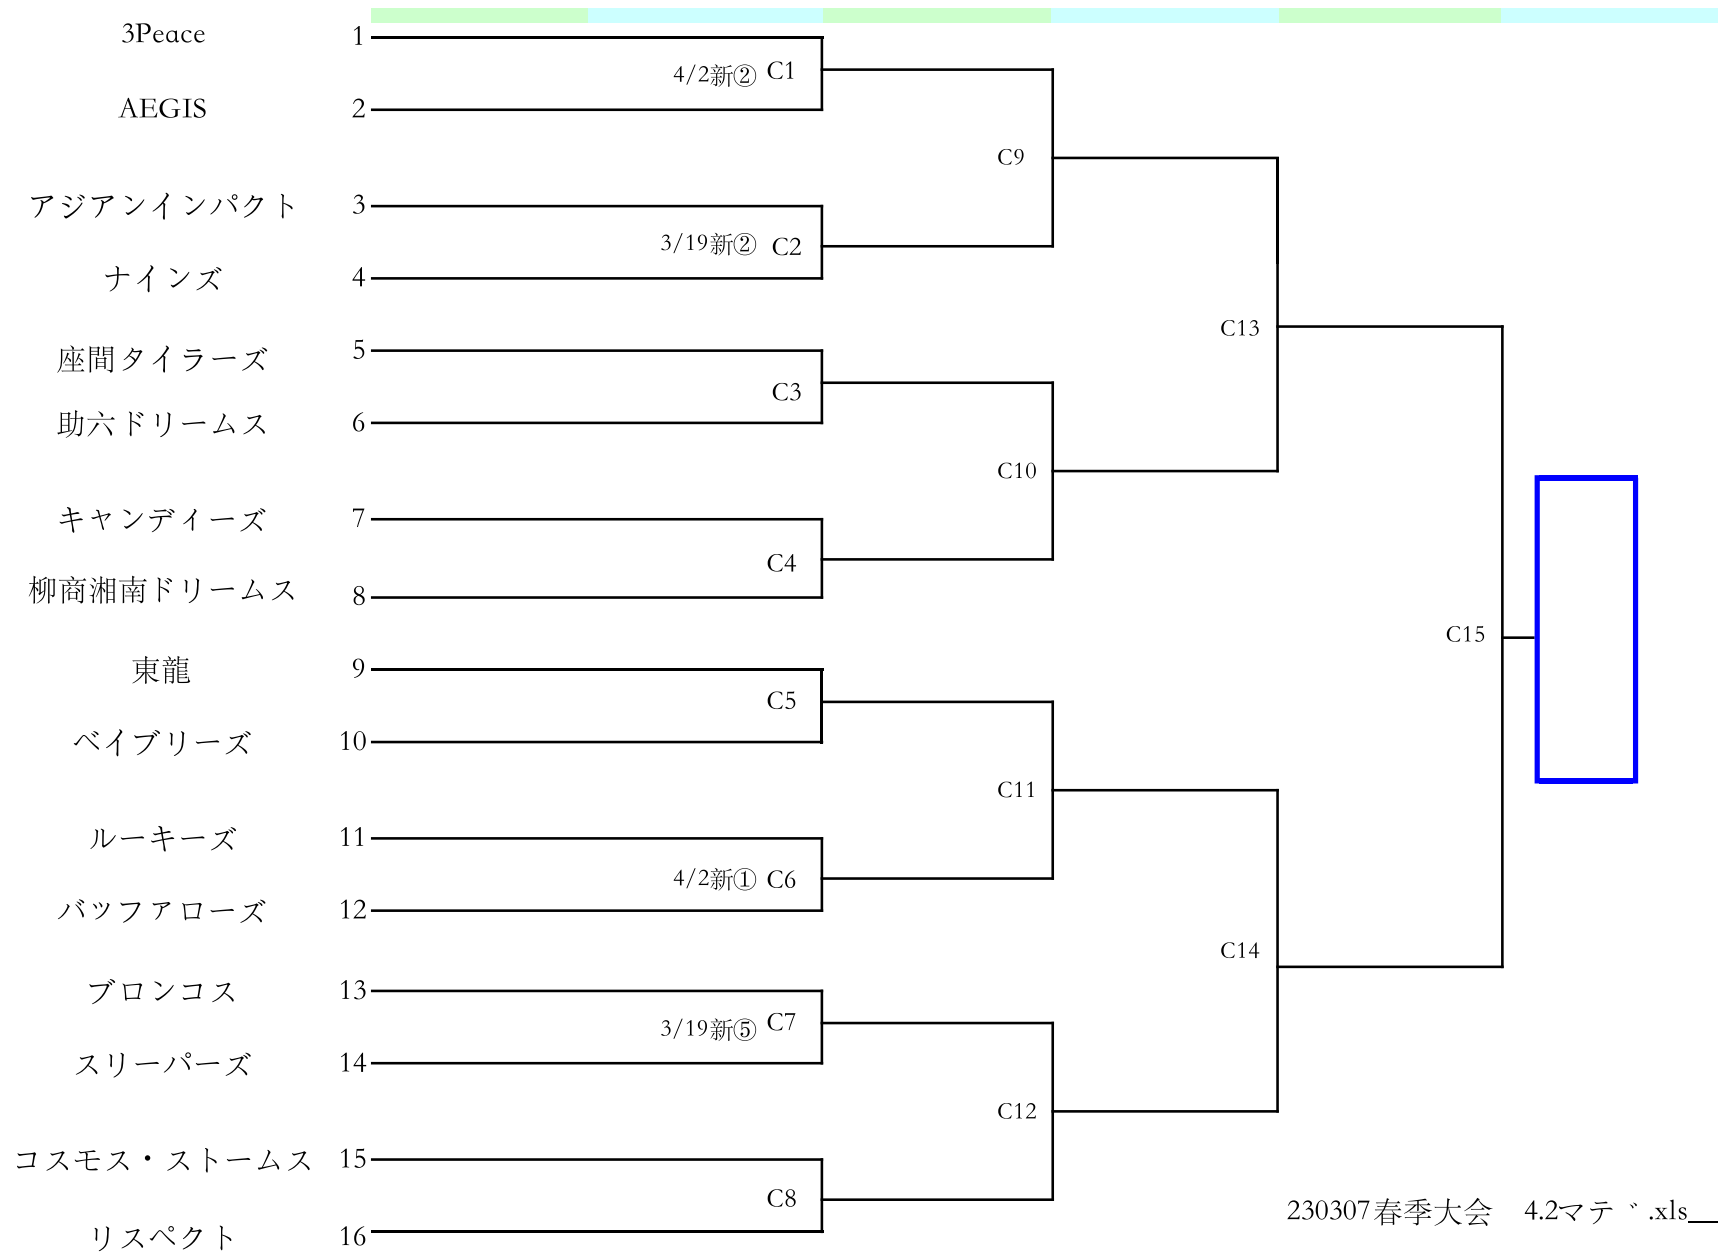 3Peace 1
4/2新② C1
AEGIS 2
C9
アジアンインパクト 3
3/19新② C2
ナインズ 4
C13
座間タイラーズ 5
C3
助六ドリームス 6
C10
キャンディーズ 7
C4
柳商湘南ドリームス 8
C15
東龍 9
C5
ベイブリーズ 10
C11
ルーキーズ 11
4/2新① C6
バッファローズ 12
C14
ブロンコス 13
3/19新⑤ C7
スリーパーズ 14
C12
コスモス・ストームス 15
C8
リスペクト 16
230307春季大会　4.2マデ.xls__